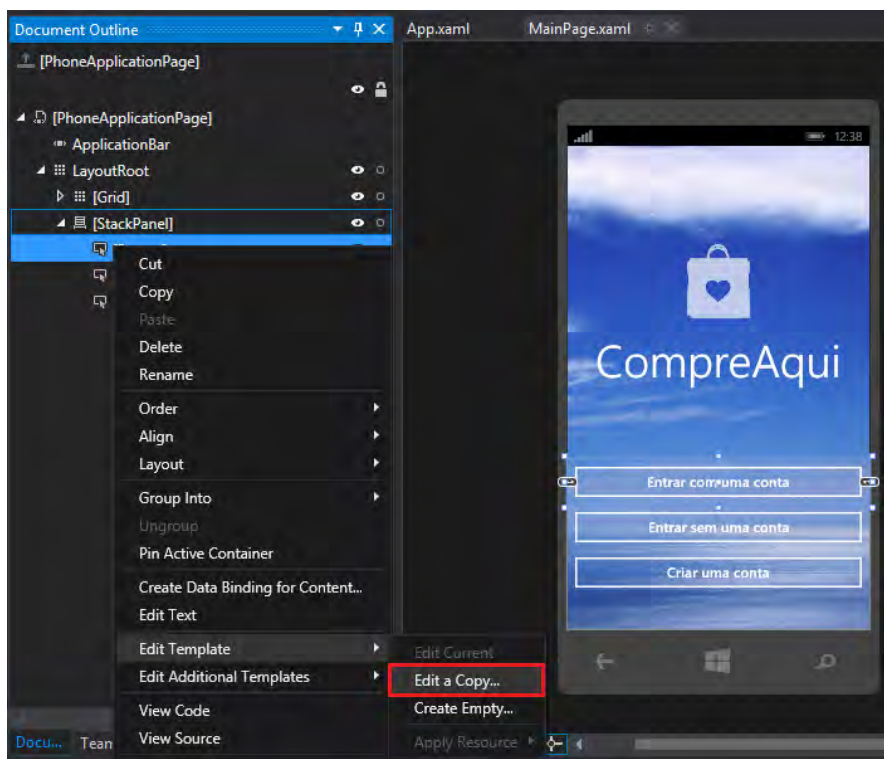 Document Outline
App.xaml
MainPage.xaml
[PhoneApplicationPage]
[PhoneApplicationPage]
ApplicationBar
LayoutRoot
[Grid]
[StackPanel]
Cut
Copy
Paste
Delete
Rename
Order
Align
Layout
Group Into
Ungroup
Pin Active Container
Create Data Binding for Content...
Edit Text
Edit Template
Edit Additional Templates
View Code
View Source
Edit Current
Edit a Copy...
Create Empty...
Apply Resource
Docu...
Team
12:38
CompreAqui
Entrar com uma conta
Entrar sem uma conta
Criar uma conta